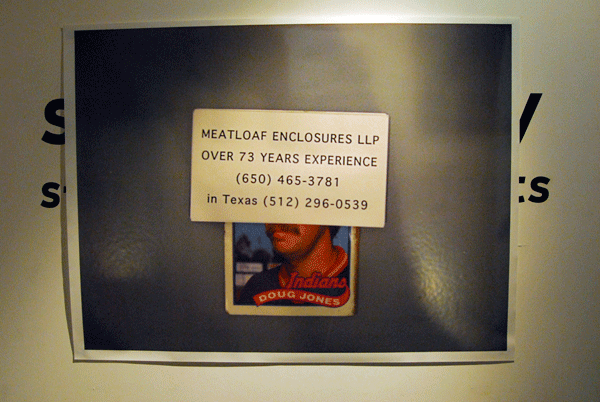 MEATLOAF ENCLOSURES LLP
OVER 73 YEARS EXPERIENCE
(650) 465-3781
in Texas (512) 296-0539
Indians
DOUG JONES